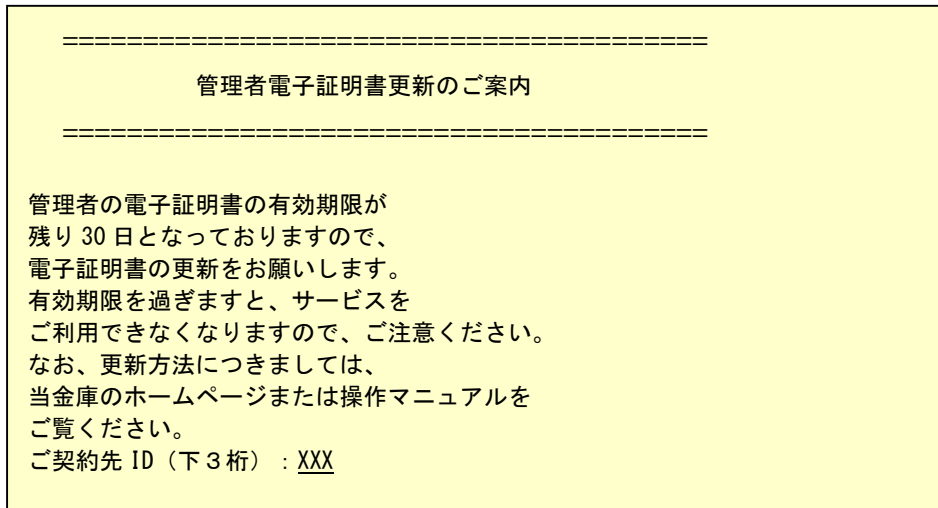 ========================================
管理者電子証明書更新のご案内
========================================
管理者の電子証明書の有効期限が
残り 30 日となっておりますので、
電子証明書の更新をお願いします。
有効期限を過ぎますと、サービスを
ご利用できなくなりますので、ご注意ください。
なお、更新方法につきましては、
当金庫のホームページまたは操作マニュアルを
ご覧ください。
ご契約先 ID（下３桁）：XXX